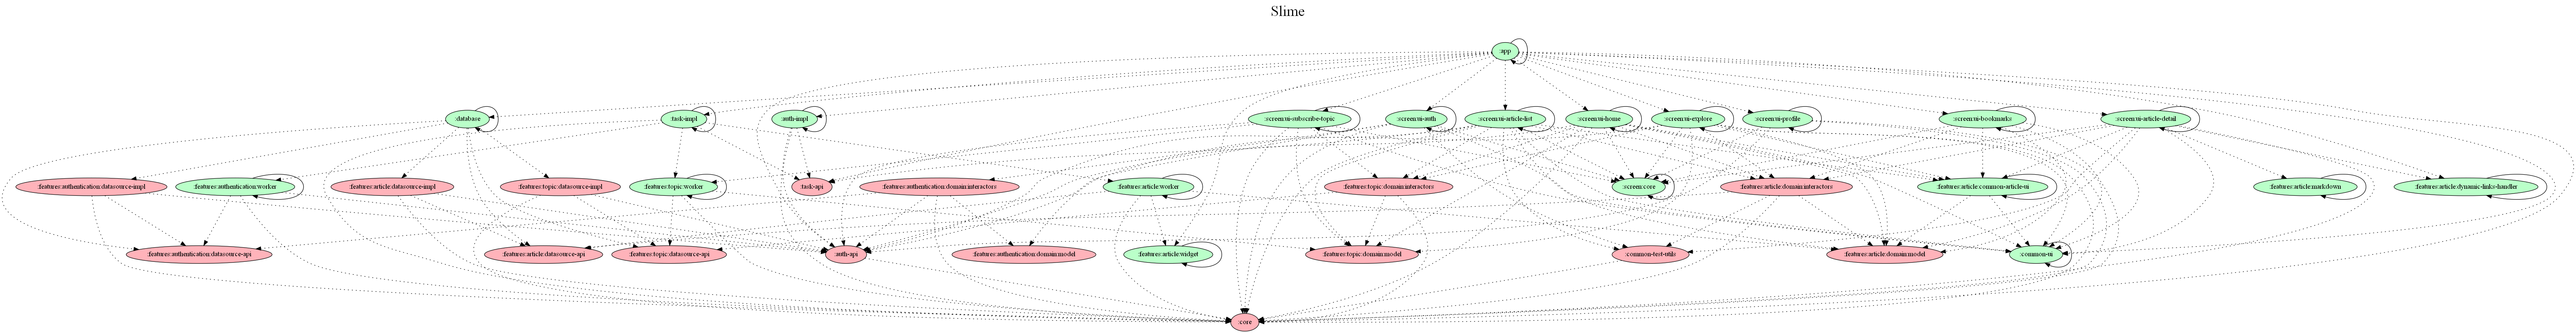 Slime
:app
:database
:task-impl
:auth-impl
:screen:ui-subscribe-topic
:screen:ui-auth
:screen:ui-article-list
:screen:ui-home
:screen:ui-explore
:screen:ui-profile
:screen:ui-bookmarks
:screen:ui-article-detail
:features:authentication:datasource-impl
:features:authentication:worker
:features:article:datasource-impl
:features:topic:datasource-impl
:features:topic:worker
:task-api
:features:authentication:domain:interactors
:features:article:worker
:features:topic:domain:interactors
:screen:core
:features:article:domain:interactors
:features:article:common-article-ui
:features:article:markdown
:features:article:dynamic-links-handler
:features:authentication:datasource-api
:features:article:datasource-api
:features:topic:datasource-api
:auth-api
:features:authentication:domain:model
:features:article:widget
:features:topic:domain:model
:common-test-utils
:features:article:domain:model
:common-ui
:core